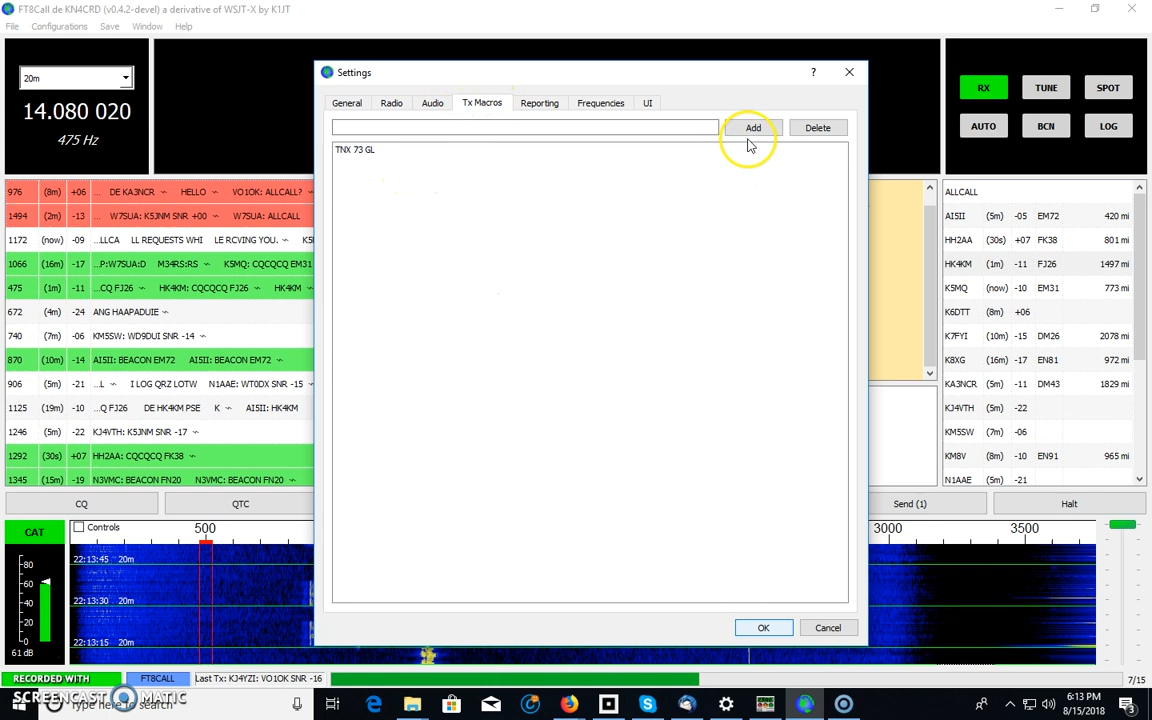 FT8Call de KN4CRD (v0.4.2-devel) a derivative of WSJT-X by K1JT
File Configurations Save Window Help
20m
14.080 020
475 Hz
RX TUNE SPOT
AUTO BCN LOG
Settings
?
General Radio Audio Tx Macros Reporting Frequencies UI
Add Delete
TNX 73 GL
OK Cancel
976 (8m) +06 ... DE KA3NCR ~ HELLO ~ VO1OK: ALLCALL? ~
1494 (2m) -13 W7SUA: K5JNM SNR +00 ~ W7SUA: ALLCALL
1172 (now) -09 ...LLCA LL REQUESTS WHI LE RCVING YOU. ~ K5
1066 (16m) -17 ...P:W7SUA:D M34RS:RS ~ K5MQ: CQCQCQ EM31
475 (1m) -11 ...CQ FJ26 ~ HK4KM: CQCQCQ FJ26 ~ HK4KM
672 (4m) -24 ANG HAAPADUIE ~
740 (7m) -06 KM5SW: WD9DUI SNR -14 ~
870 (10m) -14 AI5II: BEACON EM72 AI5II: BEACON EM72 ~
906 (5m) -21 ...L ~ I LOG QRZ LOTW N1AAE: WT0DX SNR -15 ~
1125 (19m) -10 ...Q FJ26 DE HK4KM PSE K ~ AI5II: HK4KM
1246 (5m) -22 KJ4VTH: K5JNM SNR -17 ~
1292 (30s) +07 HH2AA: CQCQCQ FK38 ~
1345 (15m) -19 N3VMC: BEACON FN20 N3VMC: BEACON FN20 ~
ALLCALL
AI5II (5m) -05 EM72 420 mi
HH2AA (30s) +07 FK38 801 mi
HK4KM (1m) -11 FJ26 1497 mi
K5MQ (now) -10 EM31 773 mi
K6DTT (8m) +06
K7FYI (10m) -15 DM26 2078 mi
K8XG (16m) -17 EN81 972 mi
KA3NCR (5m) -11 DM43 1829 mi
KJ4VTH (5m) -22
KM5SW (7m) -06
KM8V (8m) -10 EN91 965 mi
N1AAE (5m) -21
CQ QTC Send (1) Halt
CAT
Controls
500 3000 3500
22:13:45 20m
22:13:30 20m
22:13:15 20m
-80
-60
-40
-20
-0
61 dB
RECORDED WITH
SCREENCAST MATIC
FT8CALL Last Tx: KJ4YZI: VO1OK SNR -16 7/15
Type here to search
6:13 PM
8/15/2018
3